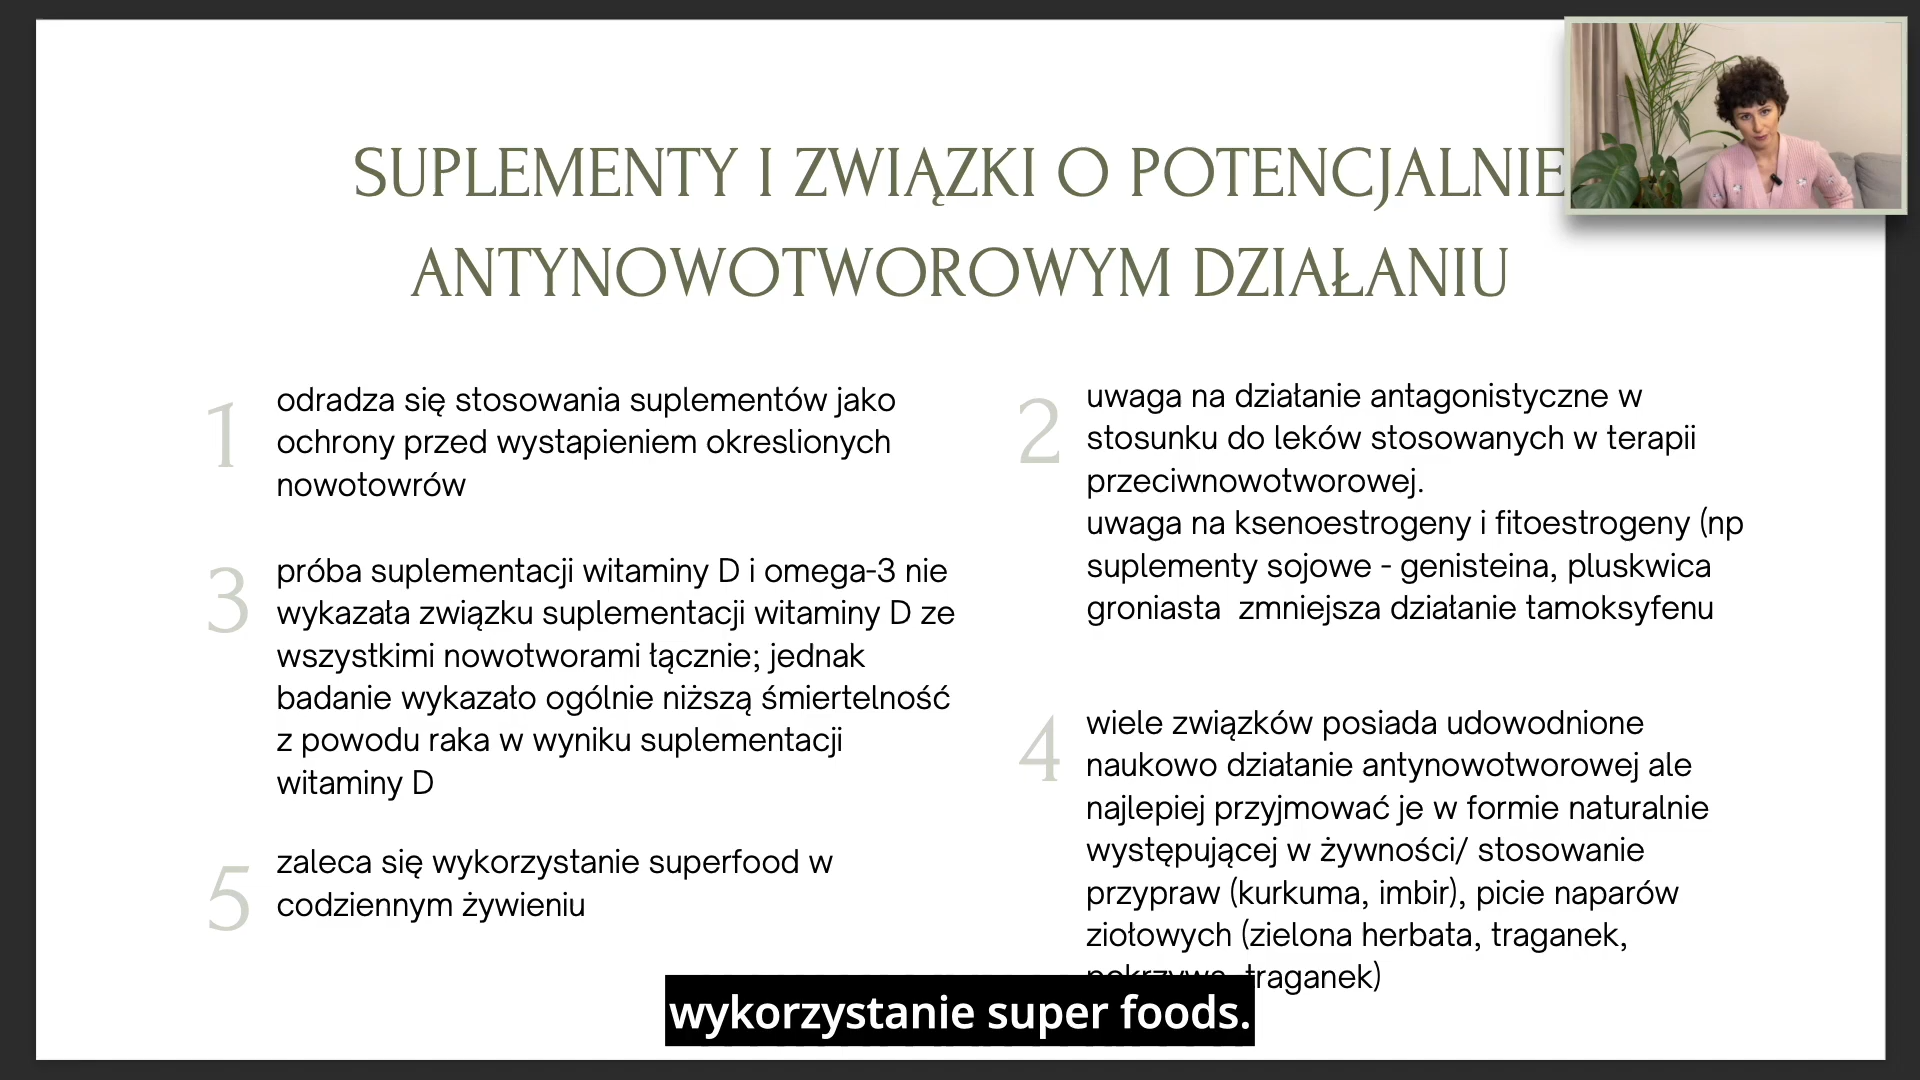 SUPLEMENTY I ZWIĄZKI O POTENCJALNIE
ANTYNOWOTWOROWYM DZIAŁANIU
1
odradza się stosowania suplementów jako
ochrony przed wystapieniem okreslionych
nowotowrów
2
uwaga na działanie antagonistyczne w
stosunku do leków stosowanych w terapii
przeciwnowotworowej.
uwaga na ksenoestrogeny i fitoestrogeny (np
suplementy sojowe - genisteina, pluskwica
groniasta zmniejsza działanie tamoksyfenu
3
próba suplementacji witaminy D i omega-3 nie
wykazała związku suplementacji witaminy D ze
wszystkimi nowotworami łącznie; jednak
badanie wykazało ogólnie niższą śmiertelność
z powodu raka w wyniku suplementacji
witaminy D
4
wiele związków posiada udowodnione
naukowo działanie antynowotworowej ale
najlepiej przyjmować je w formie naturalnie
występującej w żywności/ stosowanie
przypraw (kurkuma, imbir), picie naparów
ziołowych (zielona herbata, traganek,
pokrzywa, traganek)
5
zaleca się wykorzystanie superfood w
codziennym żywieniu
wykorzystanie super foods.